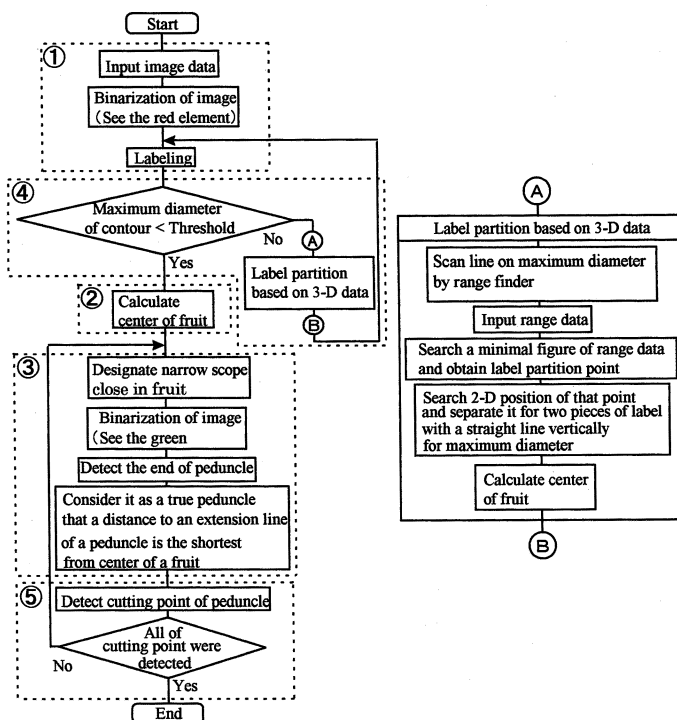 Start
①
Input image data
Binarization of image
(See the red element)
Labeling
④
Maximum diameter
of contour < Threshold
No
Yes
A
Label partition
based on 3-D data
B
②
Calculate
center of fruit
③
Designate narrow scope
close in fruit
Binarization of image
(See the green
Detect the end of peduncle
Consider it as a true peduncle
that a distance to an extension line
of a peduncle is the shortest
from center of a fruit
⑤
Detect cutting point of peduncle
All of
cutting point were
detected
No
Yes
End
A
Label partition based on 3-D data
Scan line on maximum diameter
by range finder
Input range data
Search a minimal figure of range data
and obtain label partition point
Search 2-D position of that point
and separate it for two pieces of label
with a straight line vertically
for maximum diameter
Calculate center
of fruit
B